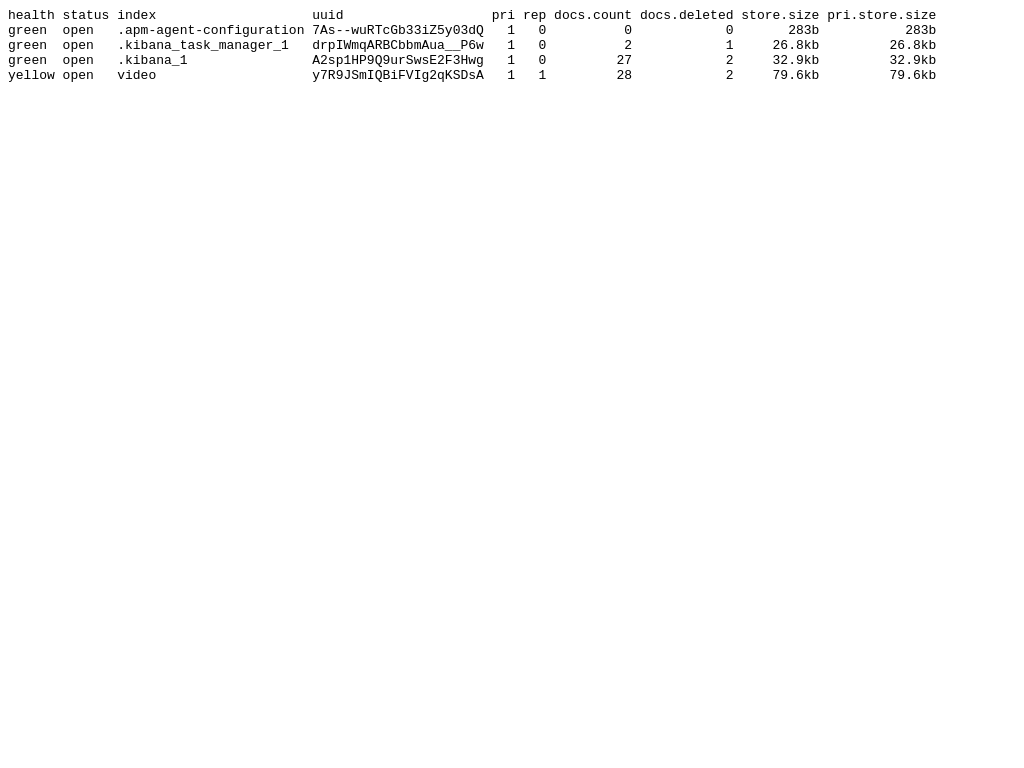 health status index                    uuid                   pri rep docs.count docs.deleted store.size pri.store.size
green  open   .apm-agent-configuration 7As--wuRTcGb33iZ5y03dQ   1   0          0            0       283b           283b
green  open   .kibana_task_manager_1   drpIWmqARBCbbmAua__P6w   1   0          2            1     26.8kb         26.8kb
green  open   .kibana_1                A2sp1HP9Q9urSwsE2F3Hwg   1   0         27            2     32.9kb         32.9kb
yellow open   video                    y7R9JSmIQBiFVIg2qKSDsA   1   1         28            2     79.6kb         79.6kb